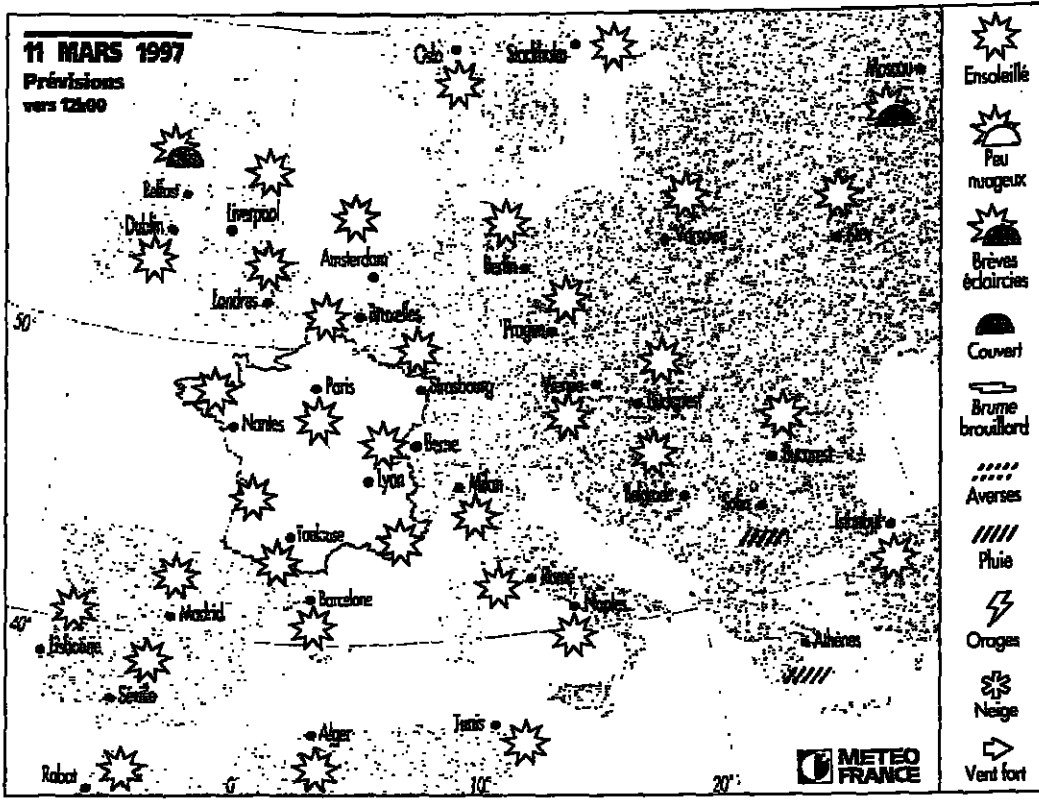 11 MARS 1997
Prévisions
vers 12h00
Oslo
Stockholm
Moscou
Belfast
Dublin
Liverpool
Amsterdam
Berlin
Varsovie
Kiev
Londres
Bruxelles
Prague
50°
Paris
Strasbourg
Vienne
Budapest
Nantes
Berne
Bucarest
Lyon
Milan
Belgrade
Sofia
Istanbul
Toulouse
Rome
Barcelone
Madrid
Naples
40°
Lisbonne
Athènes
Séville
Alger
Tunis
Rabat
0°
10°
20°
METEO
FRANCE
Ensoleillé
Peu
nuageux
Brèves
éclaircies
Couvert
Brume
brouillard
Averses
Pluie
Orages
Neige
Vent fort